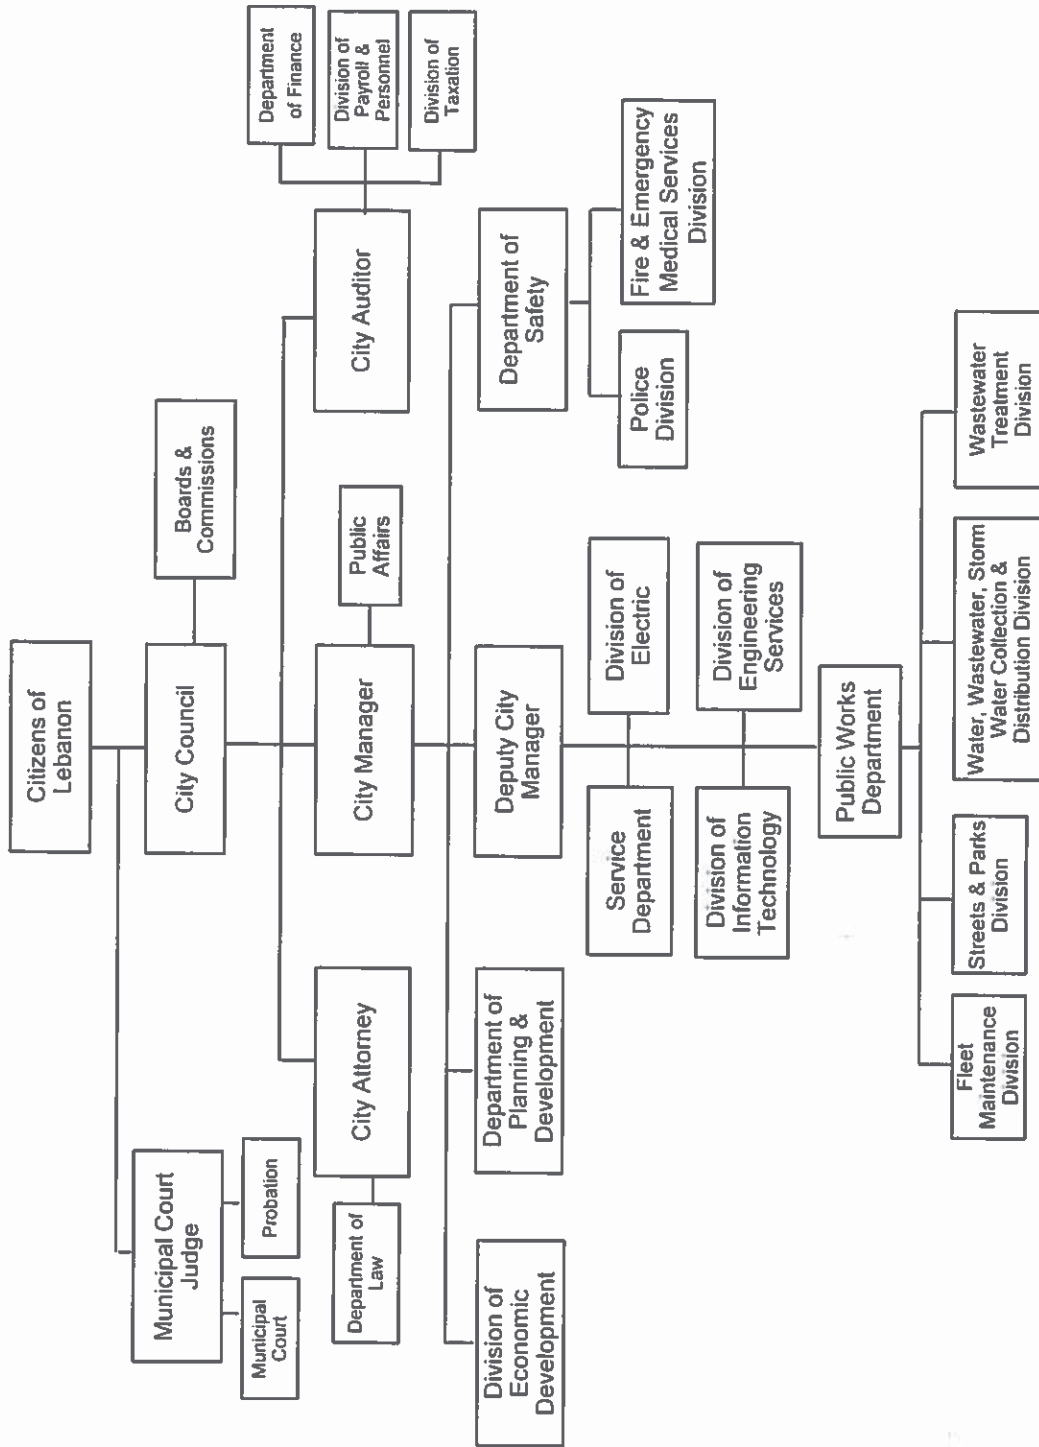 Citizens of
Lebanon
Municipal Court
Judge
City Council
Boards &
Commissions
Municipal
Court
Probation
City Attorney
City Manager
City Auditor
Department of
Law
Public
Affairs
Department
of Finance
Division of
Payroll &
Personnel
Division of
Taxation
Division of
Economic
Development
Department of
Planning &
Development
Deputy City
Manager
Department of
Safety
Service
Department
Division of
Electric
Police
Division
Fire & Emergency
Medical Services
Division
Division of
Information
Technology
Division of
Engineering
Services
Public Works
Department
Fleet
Maintenance
Division
Streets & Parks
Division
Water, Wastewater, Storm
Water Collection &
Distribution Division
Wastewater
Treatment
Division